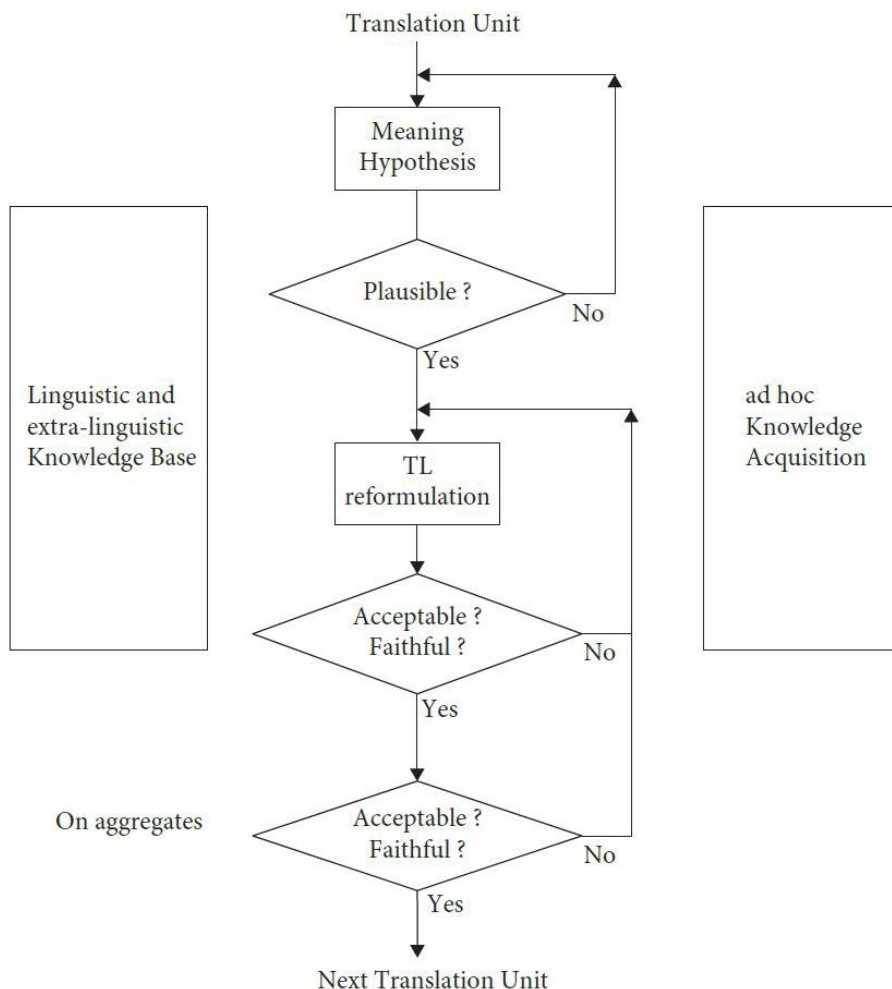 Translation Unit
Meaning
Hypothesis
Plausible ?
No
Yes
Linguistic and
extra-linguistic
Knowledge Base
ad hoc
Knowledge
Acquisition
TL
reformulation
Acceptable ?
Faithful ?
No
Yes
On aggregates
Acceptable ?
Faithful ?
No
Yes
Next Translation Unit